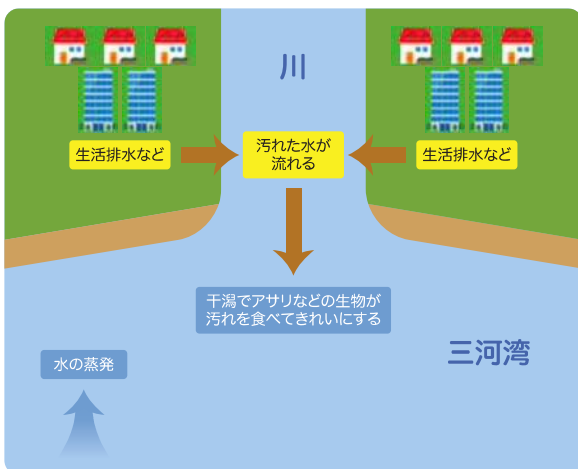 川
生活排水など
汚れた水が
流れる
生活排水など
干潟でアサリなどの生物が
汚れを食べてきれいにする
三河湾
水の蒸発